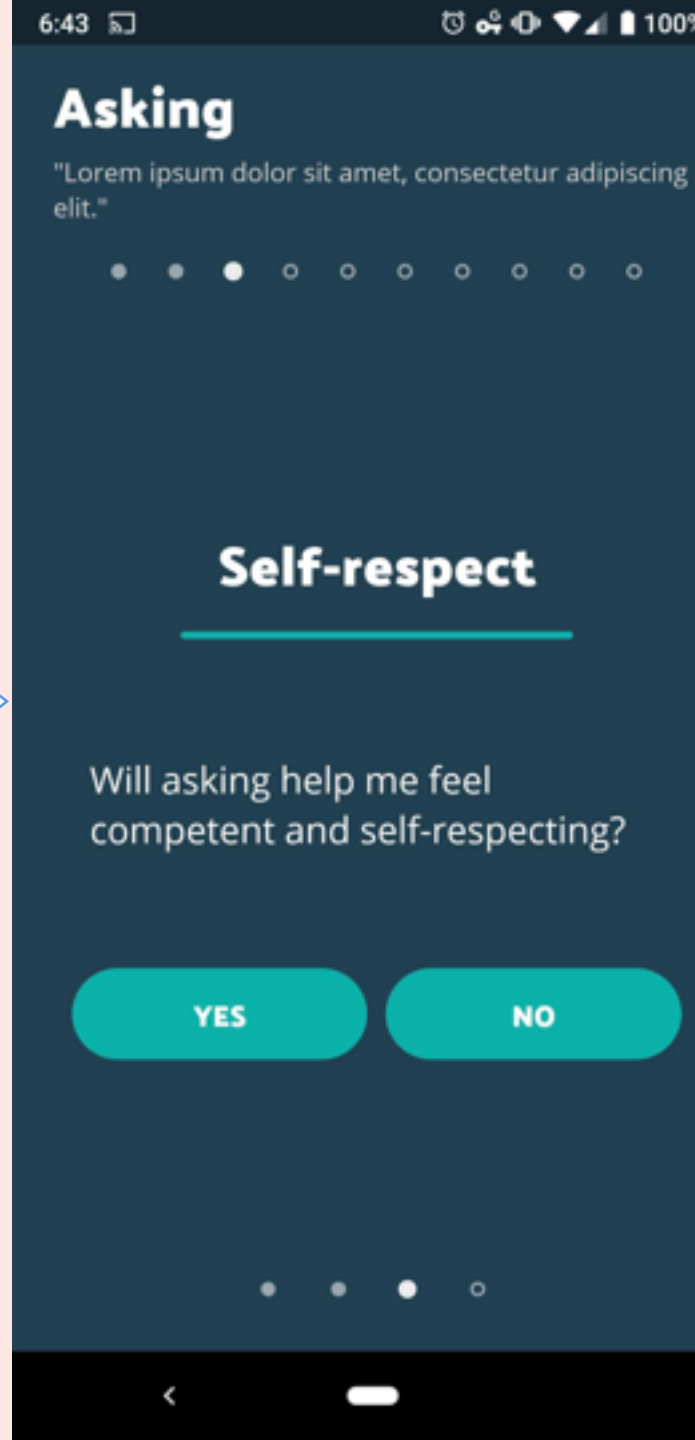 6:43 100%
Asking
"Lorem ipsum dolor sit amet, consectetur adipiscing
elit."
Self-respect
Will asking help me feel
competent and self-respecting?
YES NO